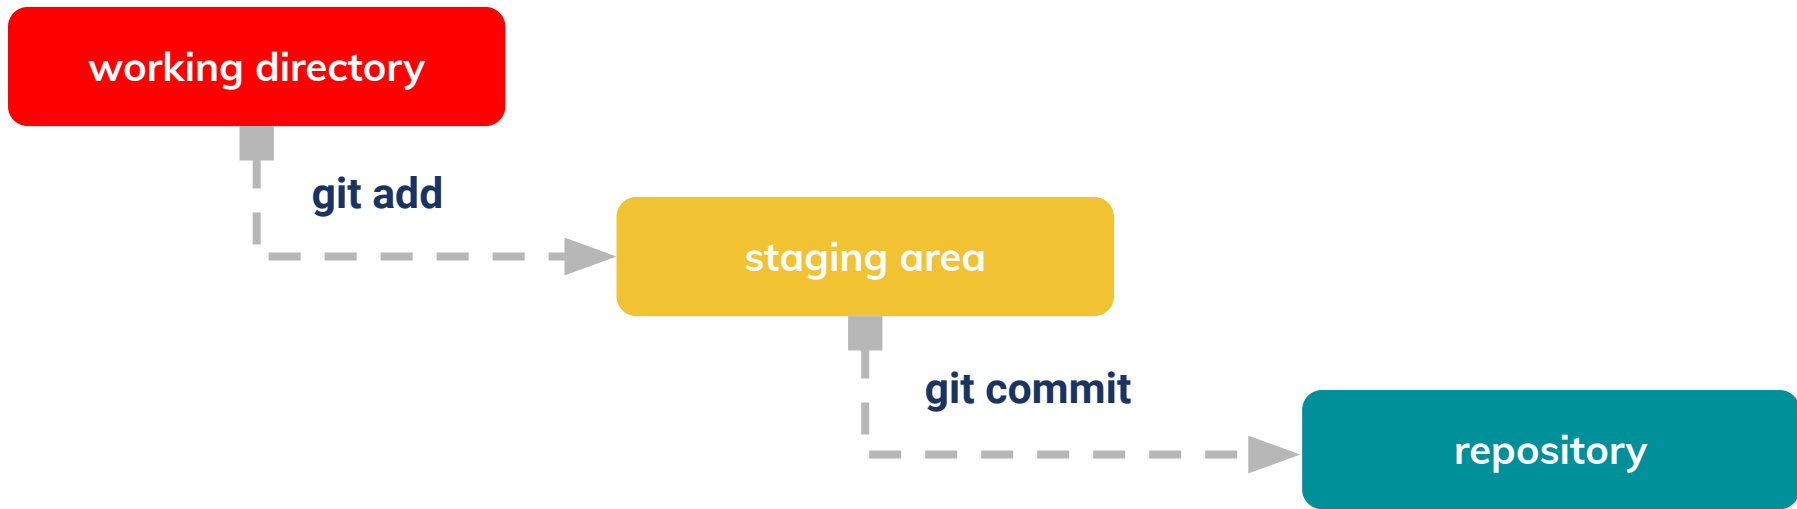 working directory
git add
staging area
git commit
repository